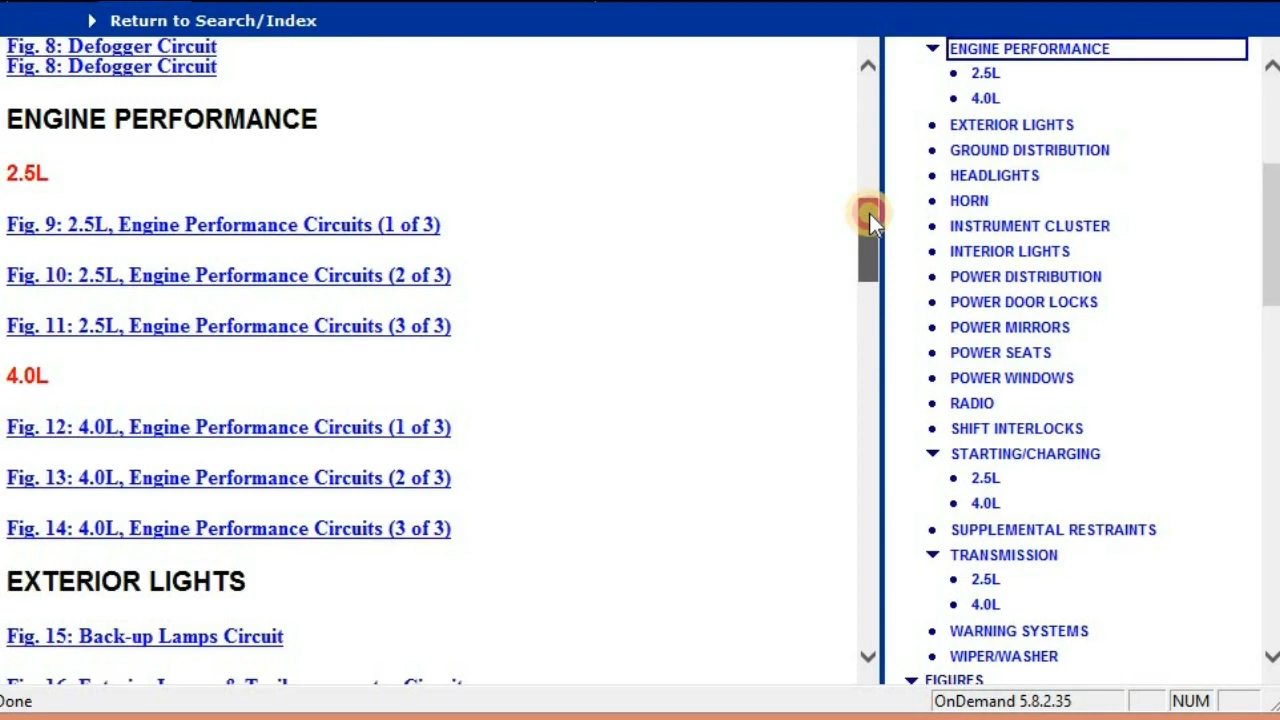 Return to Search/Index
Fig. 8: Defogger Circuit
Fig. 8: Defogger Circuit
ENGINE PERFORMANCE
2.5L
Fig. 9: 2.5L, Engine Performance Circuits (1 of 3)
Fig. 10: 2.5L, Engine Performance Circuits (2 of 3)
Fig. 11: 2.5L, Engine Performance Circuits (3 of 3)
4.0L
Fig. 12: 4.0L, Engine Performance Circuits (1 of 3)
Fig. 13: 4.0L, Engine Performance Circuits (2 of 3)
Fig. 14: 4.0L, Engine Performance Circuits (3 of 3)
EXTERIOR LIGHTS
Fig. 15: Back-up Lamps Circuit
ENGINE PERFORMANCE
2.5L
4.0L
EXTERIOR LIGHTS
GROUND DISTRIBUTION
HEADLIGHTS
HORN
INSTRUMENT CLUSTER
INTERIOR LIGHTS
POWER DISTRIBUTION
POWER DOOR LOCKS
POWER MIRRORS
POWER SEATS
POWER WINDOWS
RADIO
SHIFT INTERLOCKS
STARTING/CHARGING
2.5L
4.0L
SUPPLEMENTAL RESTRAINTS
TRANSMISSION
2.5L
4.0L
WARNING SYSTEMS
WIPER/WASHER
FIGURES
Done
OnDemand 5.8.2.35
NUM